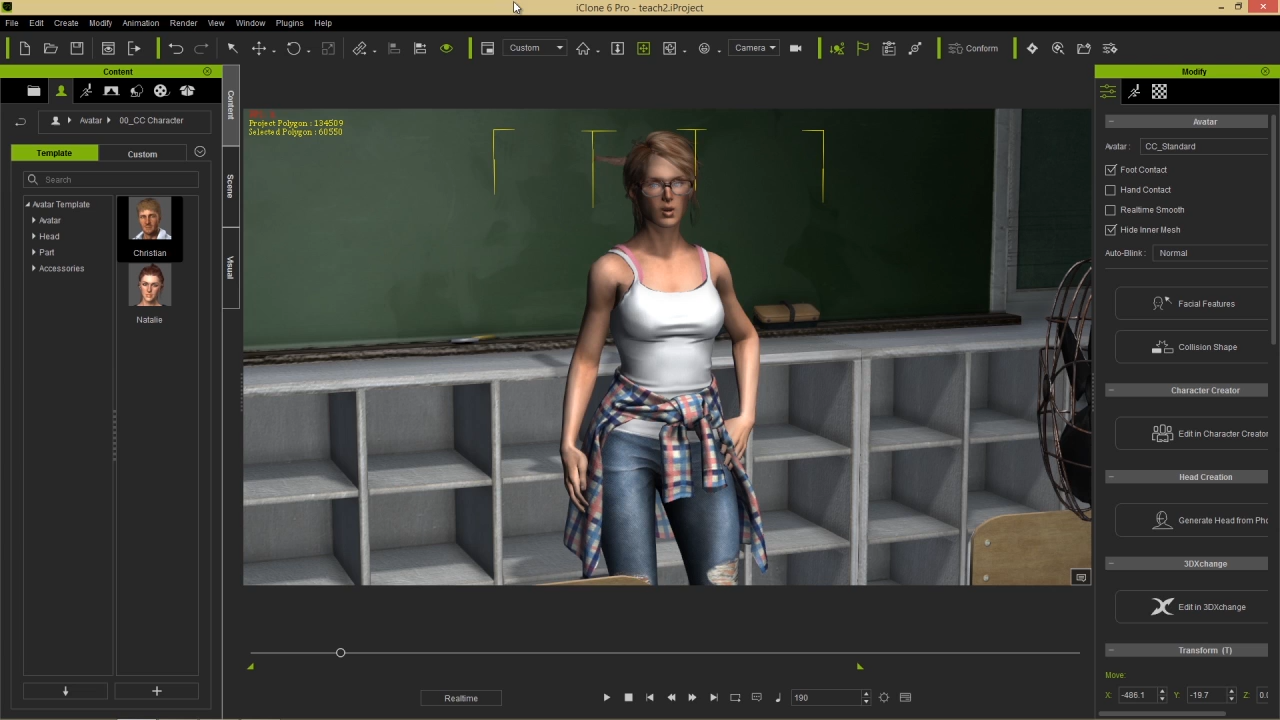 iClone 6 Pro - teach2.iProject
File Edit Create Modify Animation Render View Window Plugins Help
Custom
Camera
Conform
Content
Avatar 00_CC Character
Template Custom
Search
Avatar Template
Avatar
Head
Part
Accessories
Christian
Natalie
Content
Scene
Visual
Project Polygon : 134509
Selected Polygon : 60550
Realtime
190
Modify
Avatar
Avatar : CC_Standard
Foot Contact
Hand Contact
Realtime Smooth
Hide Inner Mesh
Auto-Blink : Normal
Facial Features
Collision Shape
Character Creator
Edit in Character Creator
Head Creation
Generate Head from Pho
3DXchange
Edit in 3DXchange
Transform (T)
Move:
X: -486.1 Y: -19.7 Z: 0.0